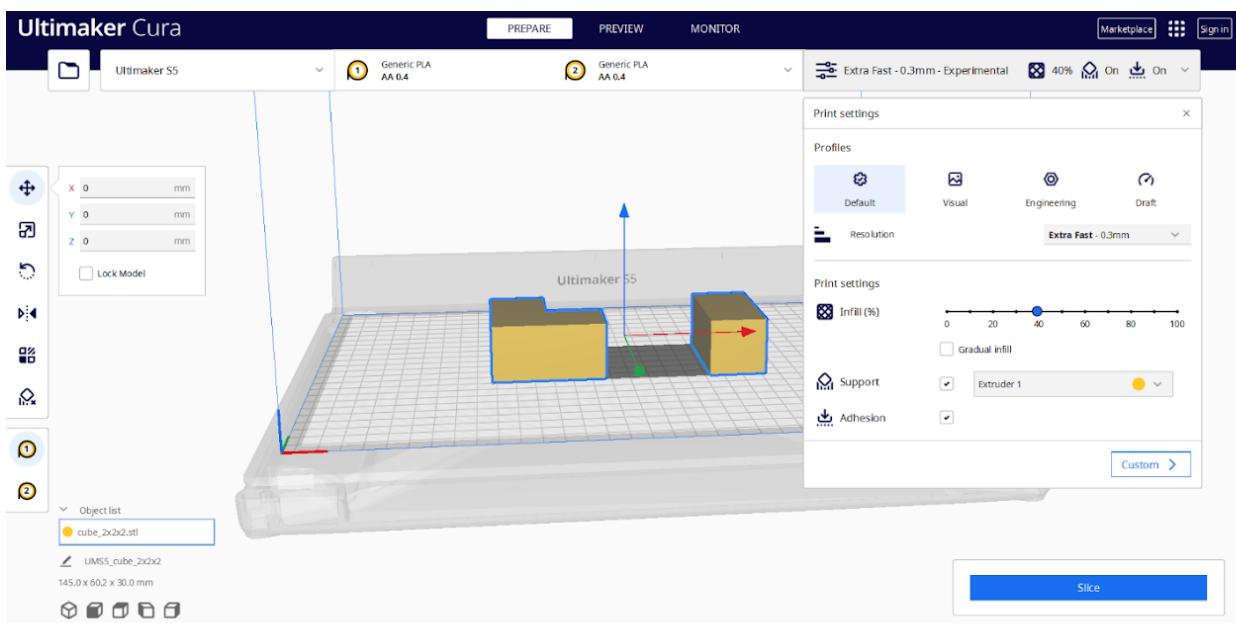 Ultimaker Cura
PREPARE PREVIEW MONITOR
Marketplace Sign in
Ultimaker S5
1 Generic PLA
AA 0.4
2 Generic PLA
AA 0.4
Extra Fast - 0.3mm - Experimental 40% On On
Print settings
Profiles
Default Visual Engineering Draft
Resolution Extra Fast - 0.3mm
Print settings
Infill (%)
0 20 40 60 80 100
Gradual infill
Support Extruder 1
Adhesion
Custom
X 0 mm
Y 0 mm
Z 0 mm
Lock Model
1
2
Ultimaker S5
Object list
cube_2x2x2.stl
UMS5_cube_2x2x2
145.0 x 60.2 x 30.0 mm
Slice